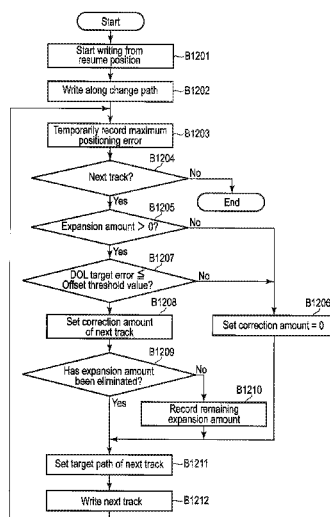 Start
Start writing from
resume position
B1201
Write along change path
B1202
Temporarily record maximum
positioning error
B1203
B1204
Next track?
No
Yes
End
B1205
Expansion amount > 0?
No
Yes
B1207
DOL target error ≦
Offset threshold value?
No
Yes
B1208
B1206
Set correction amount
of next track
Set correction amount = 0
B1209
Has expansion amount
been eliminated?
No
B1210
Yes
Record remaining
expansion amount
Set target path of next track
B1211
Write next track
B1212